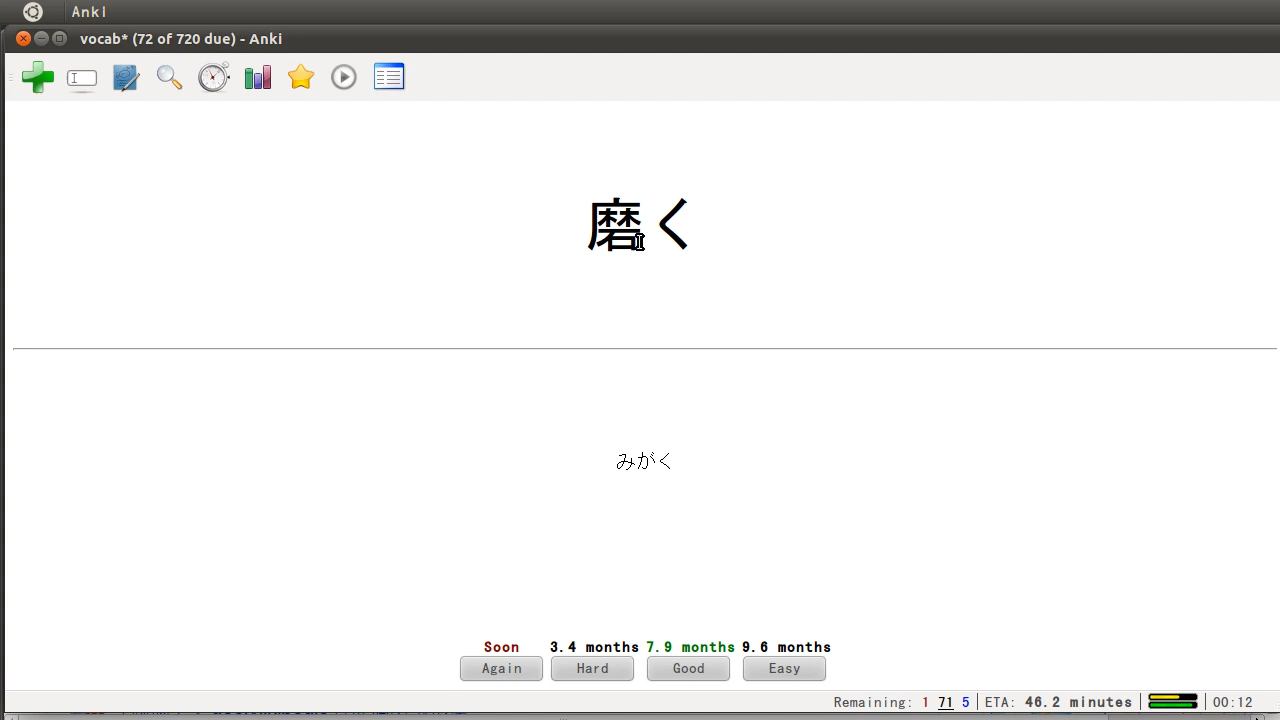 Anki
vocab* (72 of 720 due) - Anki
磨く
みがく
Soon 3.4 months 7.9 months 9.6 months
Again Hard Good Easy
Remaining: 1 71 5 ETA: 46.2 minutes 00:12